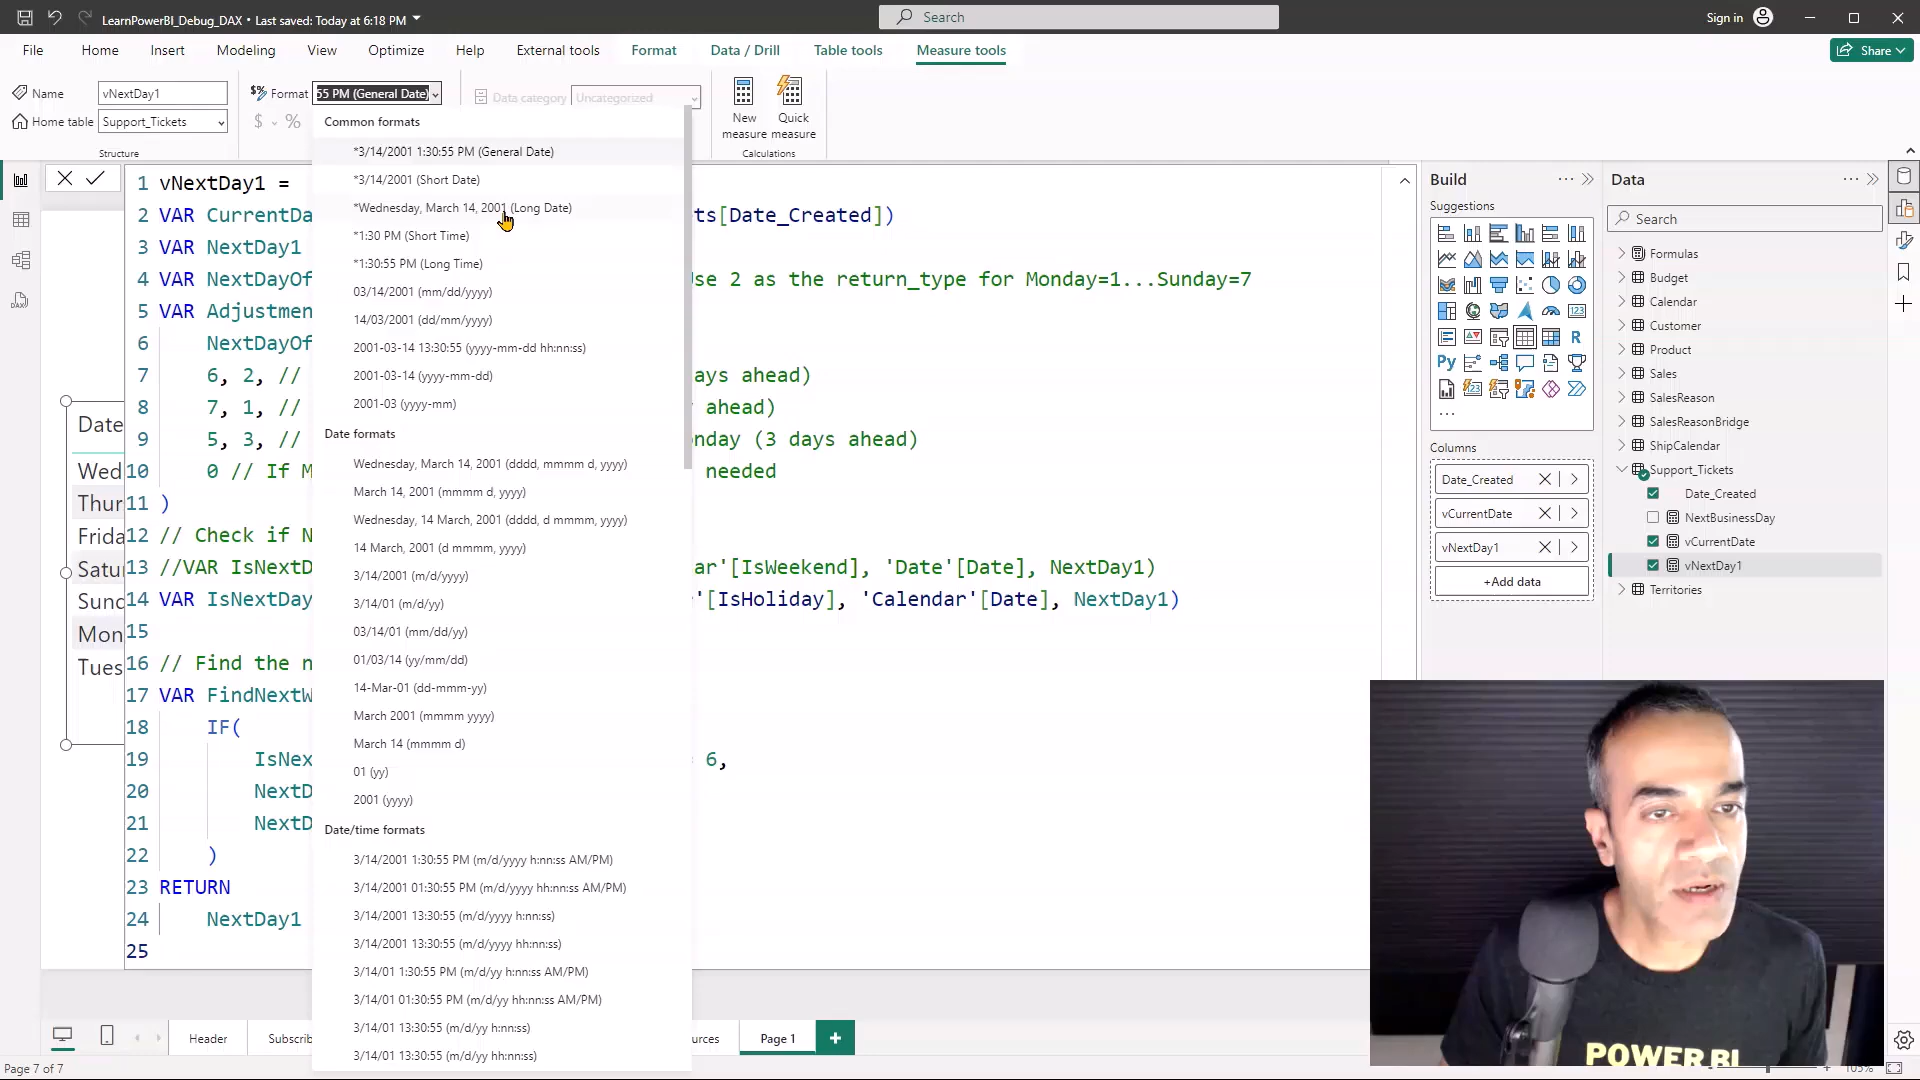 LearnPowerBI_Debug_DAX • Last saved: Today at 6:18 PM
Search
Sign in
File Home Insert Modeling View Optimize Help External tools Format Data / Drill Table tools Measure tools
Share
Name vNextDay1
Format 55 PM (General Date)
Data category Uncategorized
Home table Support_Tickets
$ %
New measure
Quick measure
Structure
Calculations
Common formats
*3/14/2001 1:30:55 PM (General Date)
*3/14/2001 (Short Date)
*Wednesday, March 14, 2001 (Long Date)
*1:30 PM (Short Time)
*1:30:55 PM (Long Time)
03/14/2001 (mm/dd/yyyy)
14/03/2001 (dd/mm/yyyy)
2001-03-14 13:30:55 (yyyy-mm-dd hh:nn:ss)
2001-03-14 (yyyy-mm-dd)
2001-03 (yyyy-mm)
Date formats
Wednesday, March 14, 2001 (dddd, mmmm d, yyyy)
March 14, 2001 (mmmm d, yyyy)
Wednesday, 14 March, 2001 (dddd, d mmmm, yyyy)
14 March, 2001 (d mmmm, yyyy)
3/14/2001 (m/d/yyyy)
3/14/01 (m/d/yy)
03/14/01 (mm/dd/yy)
01/03/14 (yy/mm/dd)
14-Mar-01 (dd-mmm-yy)
March 2001 (mmmm yyyy)
March 14 (mmmm d)
01 (yy)
2001 (yyyy)
Date/time formats
3/14/2001 1:30:55 PM (m/d/yyyy h:nn:ss AM/PM)
3/14/2001 01:30:55 PM (m/d/yyyy hh:nn:ss AM/PM)
3/14/2001 13:30:55 (m/d/yyyy h:nn:ss)
3/14/2001 13:30:55 (m/d/yyyy hh:nn:ss)
3/14/01 1:30:55 PM (m/d/yy h:nn:ss AM/PM)
3/14/01 01:30:55 PM (m/d/yy hh:nn:ss AM/PM)
3/14/01 13:30:55 (m/d/yy h:nn:ss)
3/14/01 13:30:55 (m/d/yy hh:nn:ss)
1 vNextDay1 =
2 VAR CurrentDa ts[Date_Created])
3 VAR NextDay1
4 VAR NextDayOf se 2 as the return_type for Monday=1...Sunday=7
5 VAR Adjustmen
6 NextDayOf
7 6, 2, // ays ahead)
8 7, 1, // ahead)
9 5, 3, // nday (3 days ahead)
10 0 // If M needed
11 )
12 // Check if N
13 //VAR IsNextD ar'[IsWeekend], 'Date'[Date], NextDay1)
14 VAR IsNextDay '[IsHoliday], 'Calendar'[Date], NextDay1)
15
16 // Find the n
17 VAR FindNextW
18 IF(
19 IsNex 6,
20 NextD
21 NextD
22 )
23 RETURN
24 NextDay1
25
Date
Wed
Thur
Frida
Satur
Sund
Mon
Tues
Build
Suggestions
R
Py
123
...
Columns
Date_Created
vCurrentDate
vNextDay1
+Add data
Data
Search
Formulas
Budget
Calendar
Customer
Product
Sales
SalesReason
SalesReasonBridge
ShipCalendar
Support_Tickets
Date_Created
NextBusinessDay
vCurrentDate
vNextDay1
Territories
DAX
POWER BI
Header
Subscrib
urces
Page 1
Page 7 of 7
105%